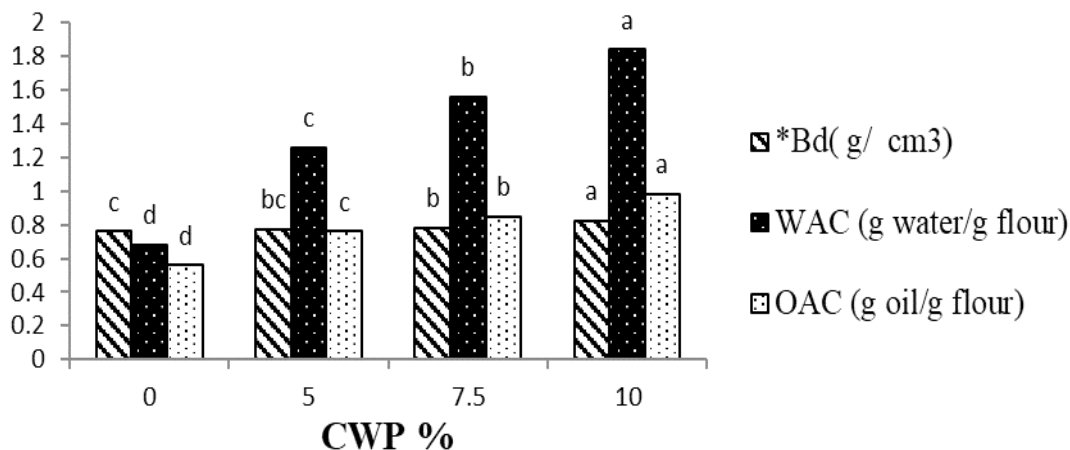 2
1.8
1.6
1.4
1.2
1
0.8
0.6
0.4
0.2
0
c d d
bc c c
b b b
a a a
0 5 7.5 10
CWP %
*Bd( g/ cm3)
WAC (g water/g flour)
OAC (g oil/g flour)